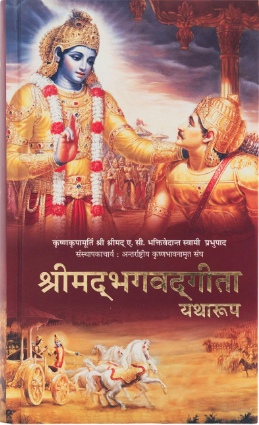 कृष्णकृपामूर्ति श्री श्रीमद् ए. सी. भक्तिवेदान्त स्वामी प्रभुपाद
संस्थापकाचार्य : अन्तर्राष्ट्रीय कृष्णभावनामृत संघ
श्रीमद्भगवद्गीता
यथारूप